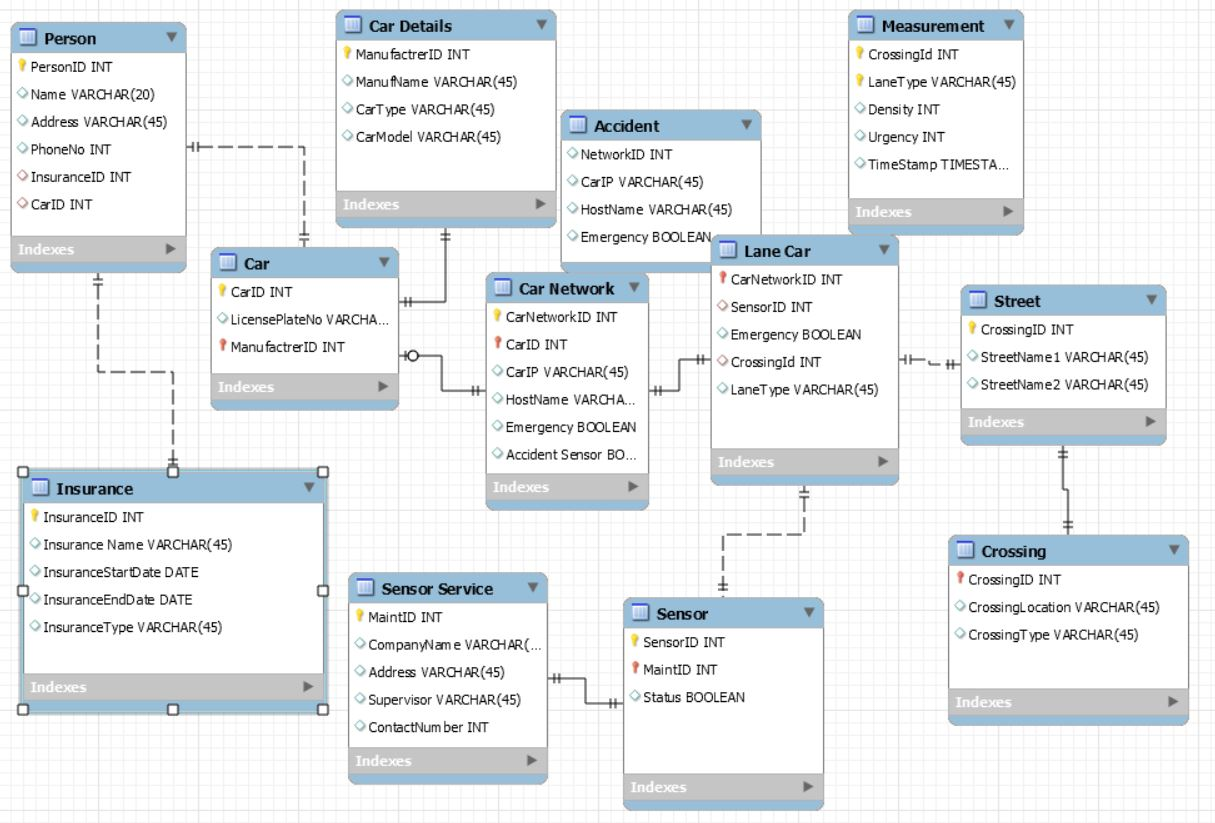 Person
PersonID INT
Name VARCHAR(20)
Address VARCHAR(45)
PhoneNo INT
InsuranceID INT
CarID INT
Indexes
Car Details
ManufactrerID INT
ManufName VARCHAR(45)
CarType VARCHAR(45)
CarModel VARCHAR(45)
Indexes
Accident
NetworkID INT
CarIP VARCHAR(45)
HostName VARCHAR(45)
Emergency BOOLEAN
Measurement
CrossingId INT
LaneType VARCHAR(45)
Density INT
Urgency INT
TimeStamp TIMESTA...
Indexes
Car
CarID INT
LicensePlateNo VARCHA...
ManufactrerID INT
Indexes
Car Network
CarNetworkID INT
CarID INT
CarIP VARCHAR(45)
HostName VARCHA...
Emergency BOOLEAN
Accident Sensor BO...
Indexes
Lane Car
CarNetworkID INT
SensorID INT
Emergency BOOLEAN
CrossingId INT
LaneType VARCHAR(45)
Indexes
Street
CrossingID INT
StreetName1 VARCHAR(45)
StreetName2 VARCHAR(45)
Indexes
Insurance
InsuranceID INT
Insurance Name VARCHAR(45)
InsuranceStartDate DATE
InsuranceEndDate DATE
InsuranceType VARCHAR(45)
Indexes
Sensor Service
MaintID INT
CompanyName VARCHAR(...
Address VARCHAR(45)
Supervisor VARCHAR(45)
ContactNumber INT
Indexes
Sensor
SensorID INT
MaintID INT
Status BOOLEAN
Indexes
Crossing
CrossingID INT
CrossingLocation VARCHAR(45)
CrossingType VARCHAR(45)
Indexes